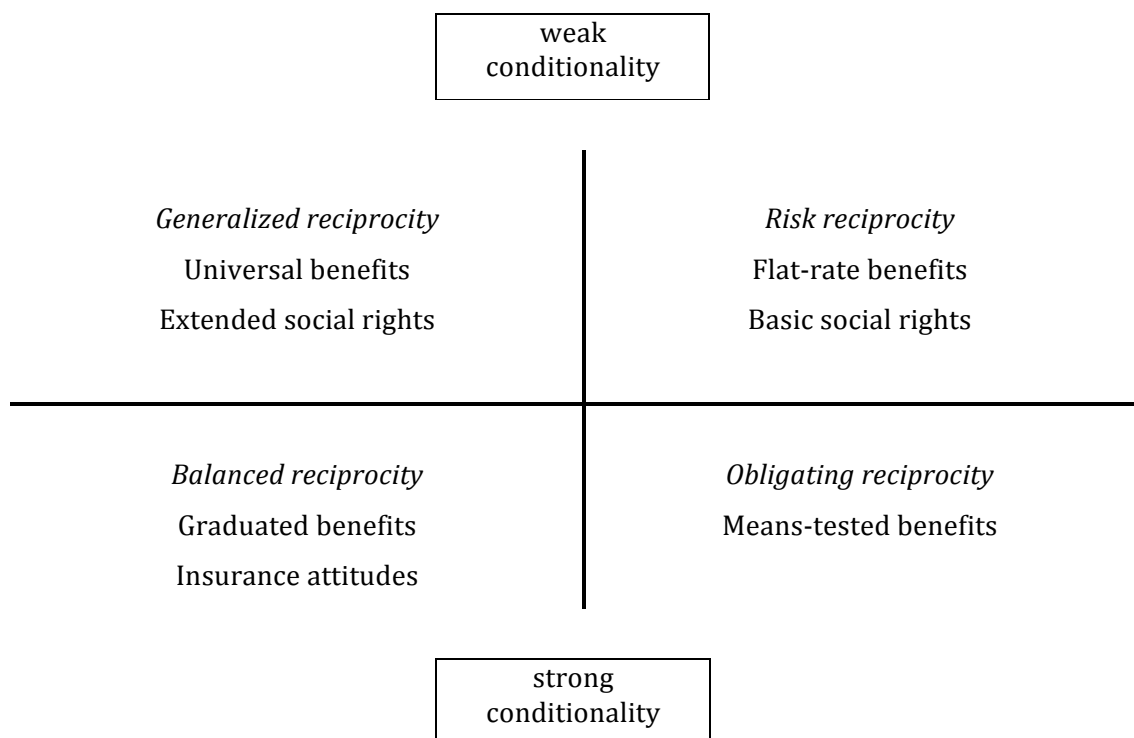 weak
conditionality
Generalized reciprocity
Universal benefits
Extended social rights
Risk reciprocity
Flat-rate benefits
Basic social rights
Balanced reciprocity
Graduated benefits
Insurance attitudes
Obligating reciprocity
Means-tested benefits
strong
conditionality